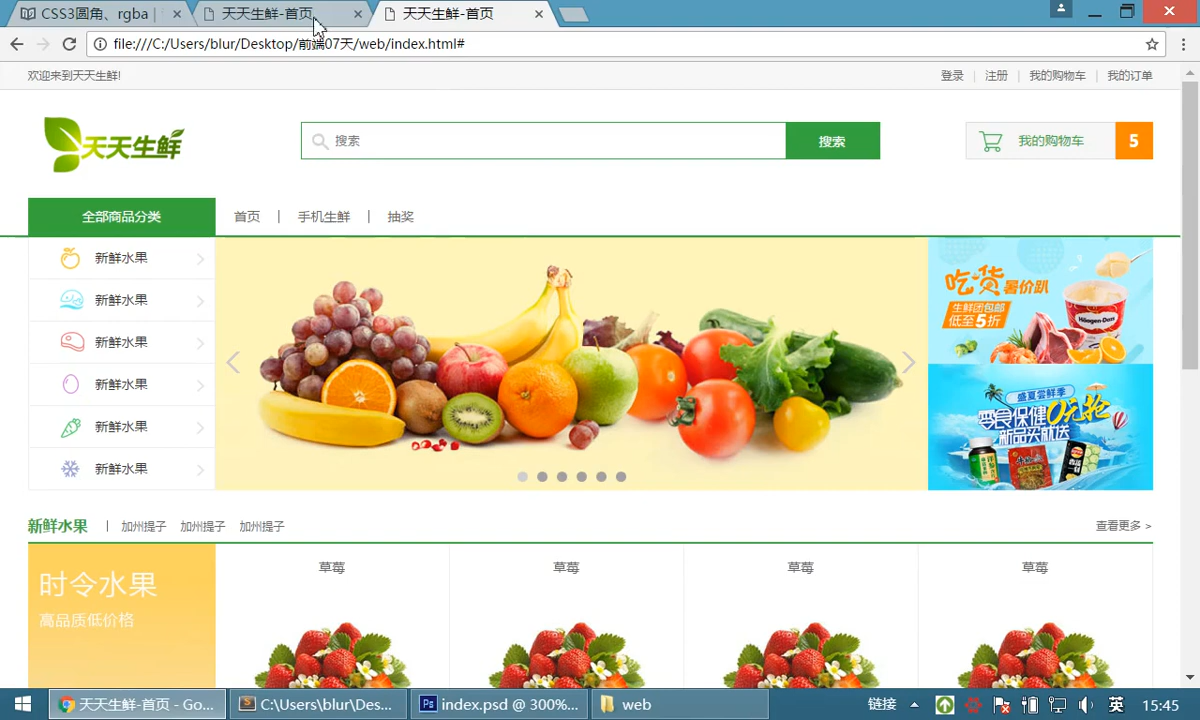 CSS3圆角、rgba
天天生鲜-首页
天天生鲜-首页
file:///C:/Users/blur/Desktop/前端07天/web/index.html#
欢迎来到天天生鲜!
登录 | 注册 | 我的购物车 | 我的订单
天天生鲜
搜索
搜索
我的购物车
5
全部商品分类
首页 | 手机生鲜 | 抽奖
新鲜水果
新鲜水果
新鲜水果
新鲜水果
新鲜水果
新鲜水果
吃货暑价趴
生鲜团包邮
低至5折
Häagen-Dazs
盛夏尝鲜季
零食保健0元抢
新品买就送
新鲜水果 | 加州提子 加州提子 加州提子
查看更多 >
时令水果
高品质低价格
草莓
草莓
草莓
草莓
天天生鲜-首页 - Go...
C:\Users\blur\Des...
index.psd @ 300%...
web
链接
英
15:45